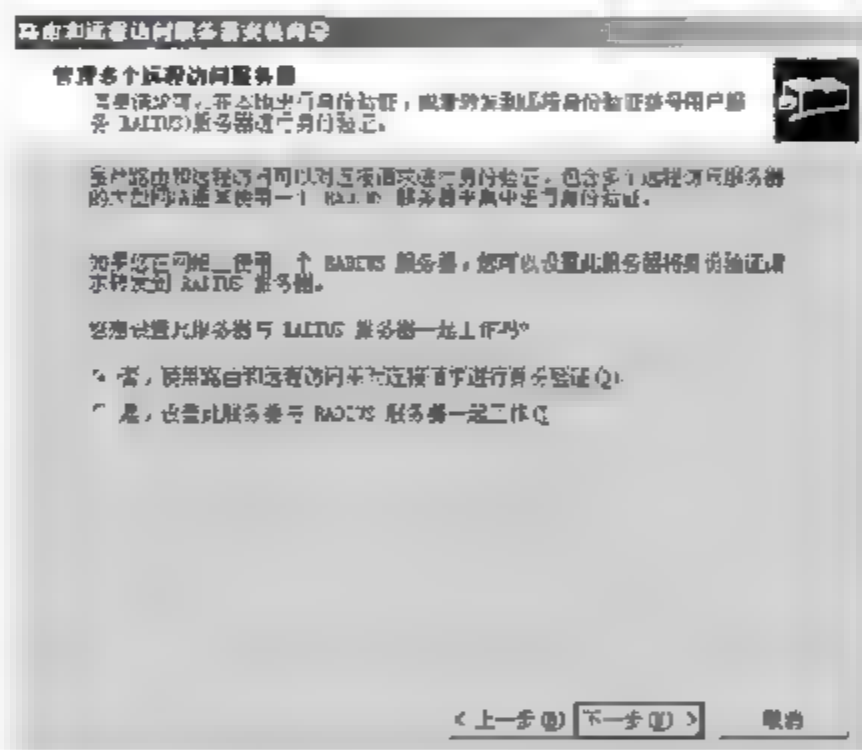 路由和远程访问服务器安装向导
管理多个远程访问服务器
连接请求可以在本地进行身份验证，或者转发到远程身份验证拨号用户服
务 RADIUS)服务器进行身份验证。
虽然路由和远程访问可以对连接请求进行身份验证，包含多个远程访问服务器
的大型网络通常使用一个 RADIUS 服务器来集中进行身份验证。
如果您在网络上使用一个 RADIUS 服务器，您可以设置此服务器将身份验证请
求转发到 RADIUS 服务器。
您想设置此服务器与 RADIUS 服务器一起工作吗?
否，使用路由和远程访问来对连接请求进行身份验证(O)
是，设置此服务器与 RADIUS 服务器一起工作(
< 上一步(B)
下一步(N) >
取消